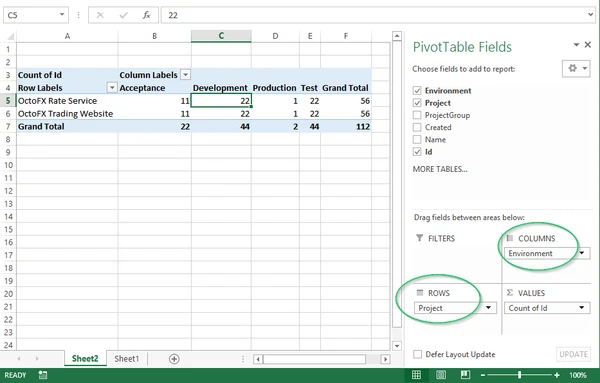 C5 fx 22
A B C D E F
1
2
3 Count of Id Column Labels
4 Row Labels Acceptance Development Production Test Grand Total
5 OctoFX Rate Service 11 22 1 22 56
6 OctoFX Trading Website 11 22 1 22 56
7 Grand Total 22 44 2 44 112
8
9
10
11
12
13
14
15
16
17
18
19
20
21
22
23
24
Sheet2 Sheet1
PivotTable Fields
Choose fields to add to report:
Environment
Project
ProjectGroup
Created
Name
Id
MORE TABLES...
Drag fields between areas below:
FILTERS COLUMNS
Environment
ROWS Σ VALUES
Project Count of Id
Defer Layout Update UPDATE
READY 100%